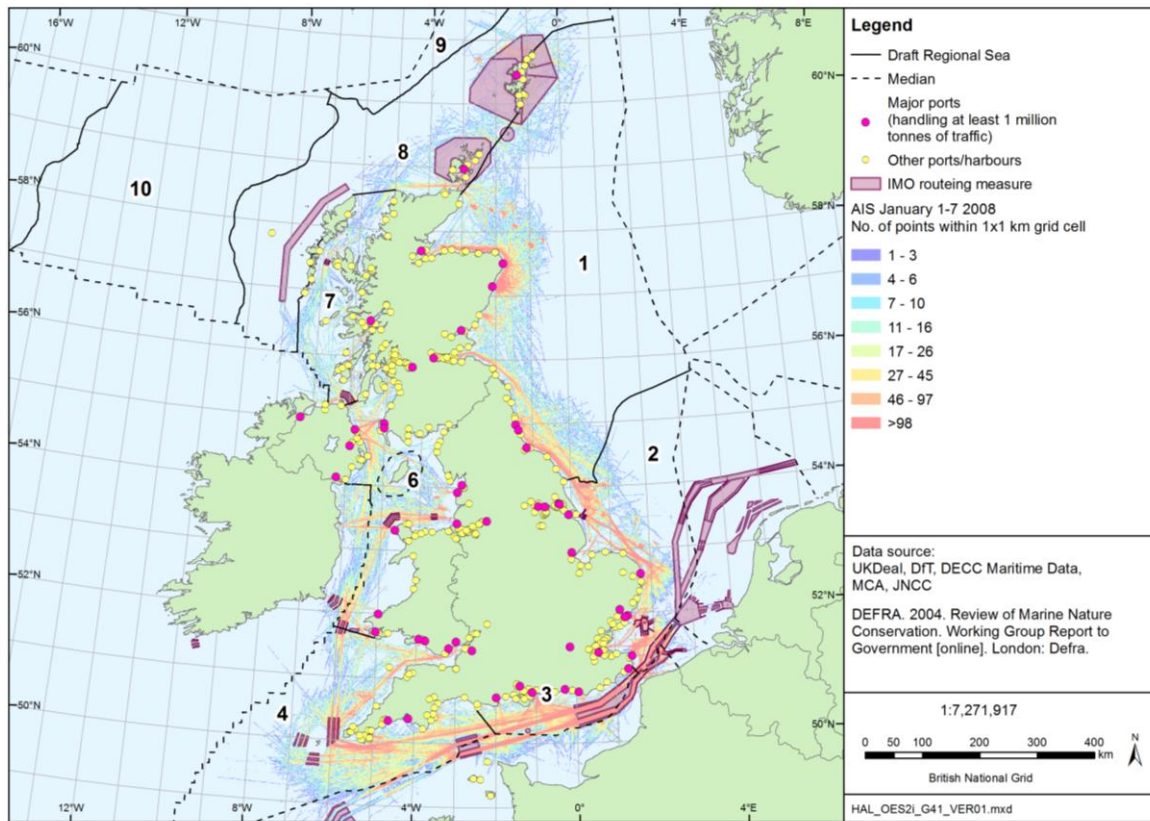 12°W
8°W
4°W
0°
4°E
8°E
60°N
58°N
56°N
54°N
52°N
50°N
60°N
58°N
56°N
54°N
52°N
50°N
12°W
8°W
4°W
0°
4°E
9
8
10
1
7
2
6
3
4
Legend
Draft Regional Sea
Median
Major ports
(handling at least 1 million
tonnes of traffic)
Other ports/harbours
IMO routeing measure
AIS January 1-7 2008
No. of points within 1x1 km grid cell
1 - 3
4 - 6
7 - 10
11 - 16
17 - 26
27 - 45
46 - 97
>98
Data source:
UKDeal, DfT, DECC Maritime Data,
MCA, JNCC
DEFRA. 2004. Review of Marine Nature
Conservation. Working Group Report to
Government [online]. London: Defra.
1:7,271,917
N
0 50 100 200 300 400
km
British National Grid
HAL_OES2i_G41_VER01.mxd